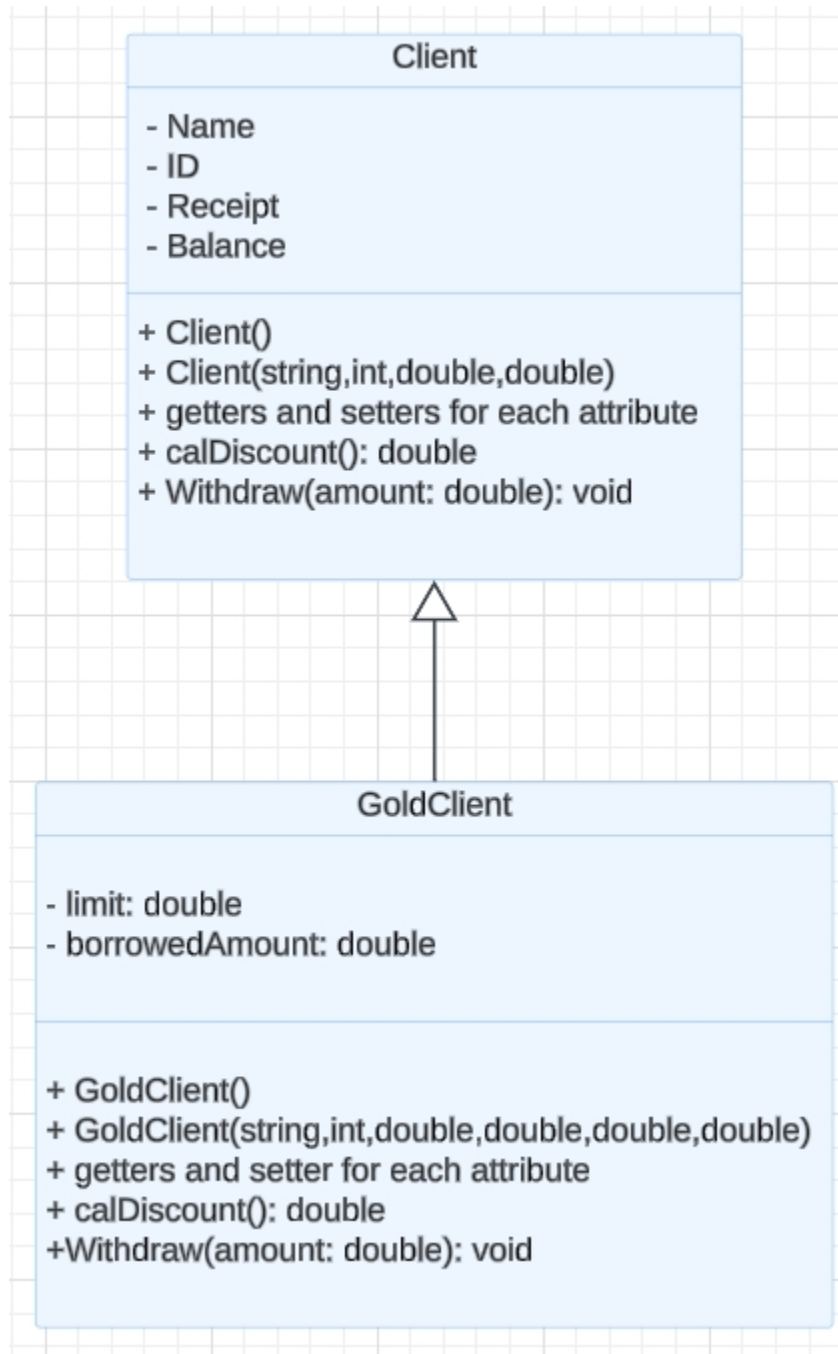 Client
- Name
- ID
- Receipt
- Balance
+ Client()
+ Client(string,int,double,double)
+ getters and setters for each attribute
+ calDiscount(): double
+ Withdraw(amount: double): void
GoldClient
- limit: double
- borrowedAmount: double
+ GoldClient()
+ GoldClient(string,int,double,double,double,double)
+ getters and setter for each attribute
+ calDiscount(): double
+Withdraw(amount: double): void